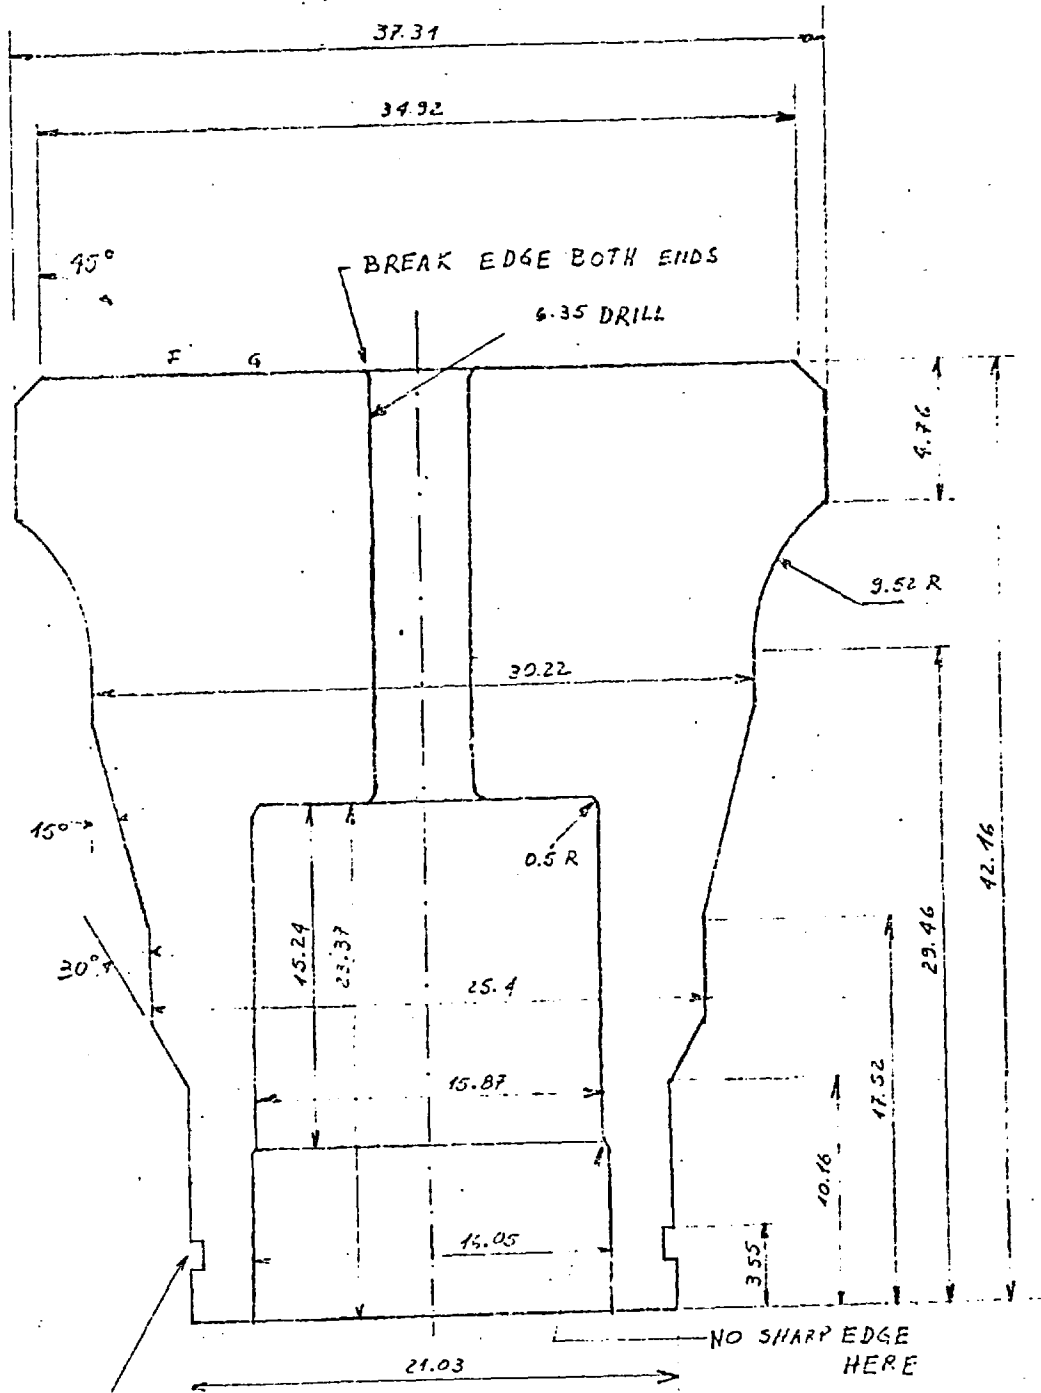 37.31
34.92
45°
BREAK EDGE BOTH ENDS
6.35 DRILL
F G
4.76
9.52 R
30.22
15°
0.5 R
42.16
29.46
15.24
23.37
30°
25.4
17.52
15.87
10.16
16.05
3.55
NO SHARP EDGE
HERE
21.03